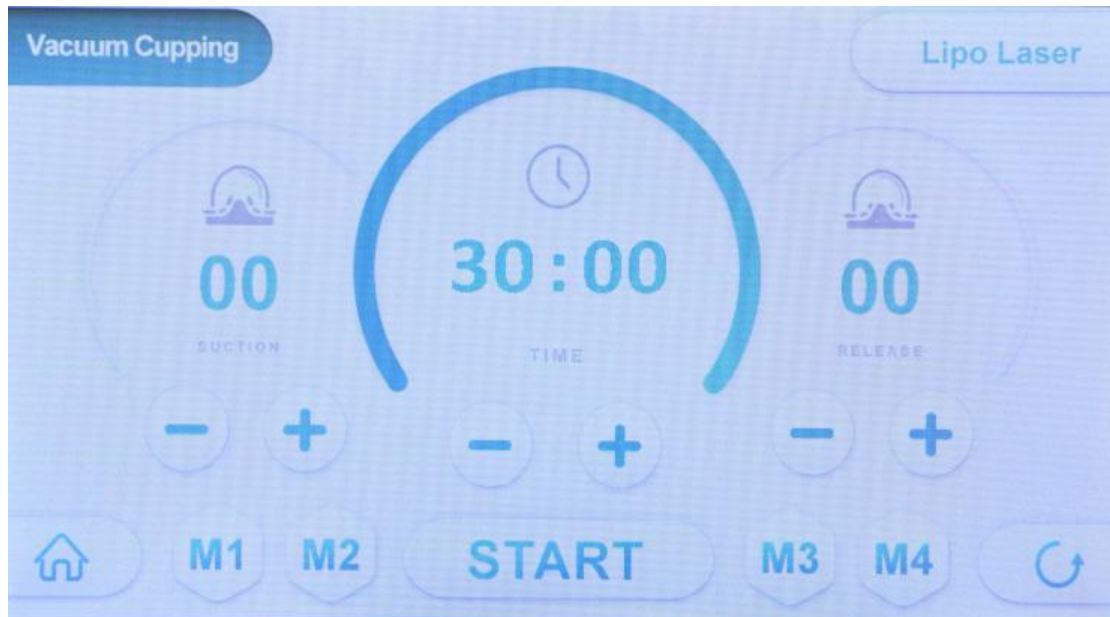 Vacuum Cupping
Lipo Laser
30:00
00
00
SUCTION
TIME
RELEASE
− + − + − +
M1 M2 START M3 M4